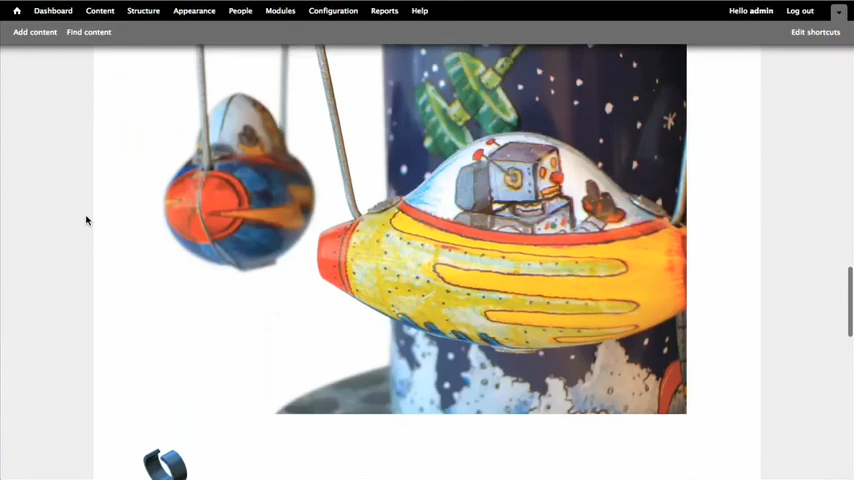 Dashboard Content Structure Appearance People Modules Configuration Reports Help Hello admin Log out
Add content Find content Edit shortcuts